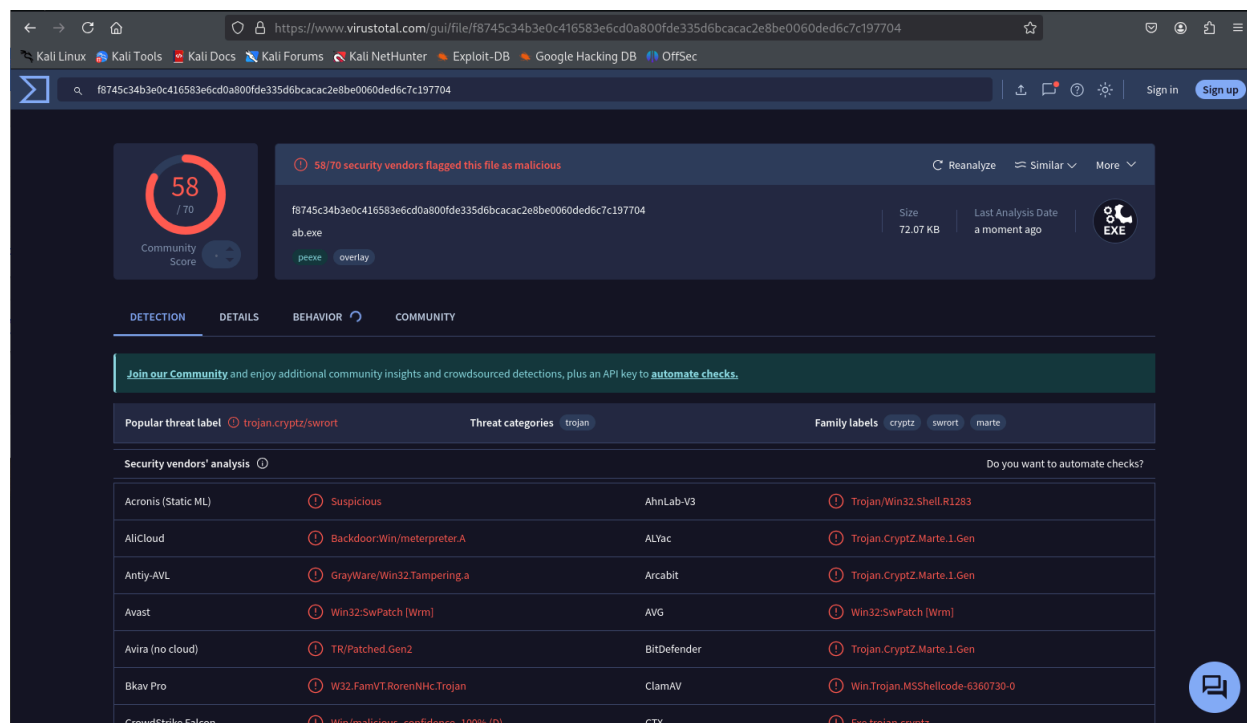 https://www.virustotal.com/gui/file/f8745c34b3e0c416583e6cd0a800fde335d6bcacac2e8be0060ded6c7c197704
Kali Linux Kali Tools Kali Docs Kali Forums Kali NetHunter Exploit-DB Google Hacking DB OffSec
f8745c34b3e0c416583e6cd0a800fde335d6bcacac2e8be0060ded6c7c197704 Sign in Sign up
58
/ 70
Community
Score
58/70 security vendors flagged this file as malicious Reanalyze Similar More
f8745c34b3e0c416583e6cd0a800fde335d6bcacac2e8be0060ded6c7c197704
ab.exe
peexe overlay
Size Last Analysis Date
72.07 KB a moment ago
EXE
DETECTION DETAILS BEHAVIOR COMMUNITY
Join our Community and enjoy additional community insights and crowdsourced detections, plus an API key to automate checks.
Popular threat label trojan.cryptz/swrort Threat categories trojan Family labels cryptz swrort marte
Security vendors' analysis Do you want to automate checks?
Acronis (Static ML) Suspicious AhnLab-V3 Trojan/Win32.Shell.R1283
AliCloud Backdoor:Win/meterpreter.A ALYac Trojan.CryptZ.Marte.1.Gen
Antiy-AVL GrayWare/Win32.Tampering.a Arcabit Trojan.CryptZ.Marte.1.Gen
Avast Win32:SwPatch [Wrm] AVG Win32:SwPatch [Wrm]
Avira (no cloud) TR/Patched.Gen2 BitDefender Trojan.CryptZ.Marte.1.Gen
Bkav Pro W32.FamVT.RorenNHc.Trojan ClamAV Win.Trojan.MSShellcode-6360730-0
CrowdStrike Falcon Win/malicious_confidence_100% (D) CTX Exe.trojan.cryptz